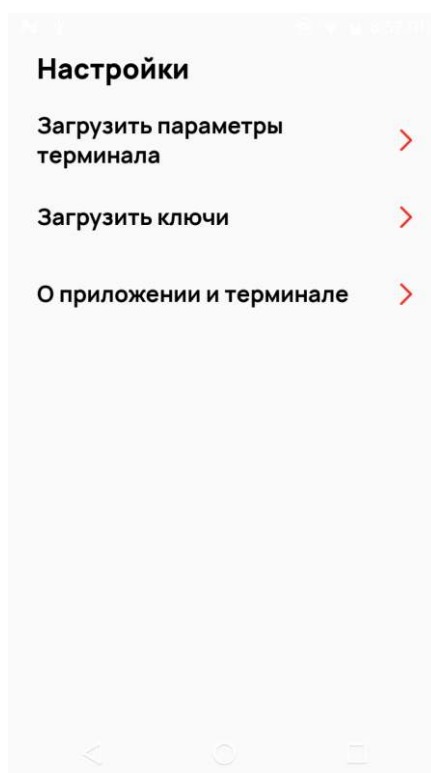 Настройки
Загрузить параметры
терминала
Загрузить ключи
О приложении и терминале